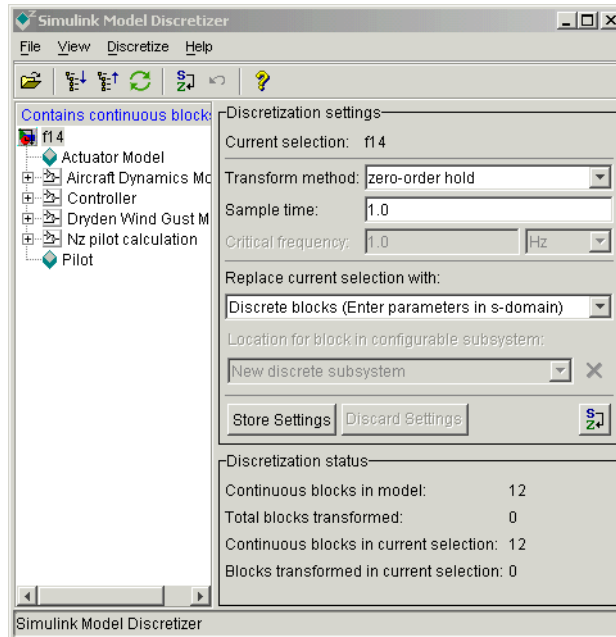 Simulink Model Discretizer
File View Discretize Help
Contains continuous block
f14
Actuator Model
Aircraft Dynamics Mo
Controller
Dryden Wind Gust M
Nz pilot calculation
Pilot
Discretization settings
Current selection: f14
Transform method: zero-order hold
Sample time: 1.0
Critical frequency: 1.0 Hz
Replace current selection with:
Discrete blocks (Enter parameters in s-domain)
Location for block in configurable subsystem:
New discrete subsystem
Store Settings Discard Settings
Discretization status
Continuous blocks in model: 12
Total blocks transformed: 0
Continuous blocks in current selection: 12
Blocks transformed in current selection: 0
Simulink Model Discretizer